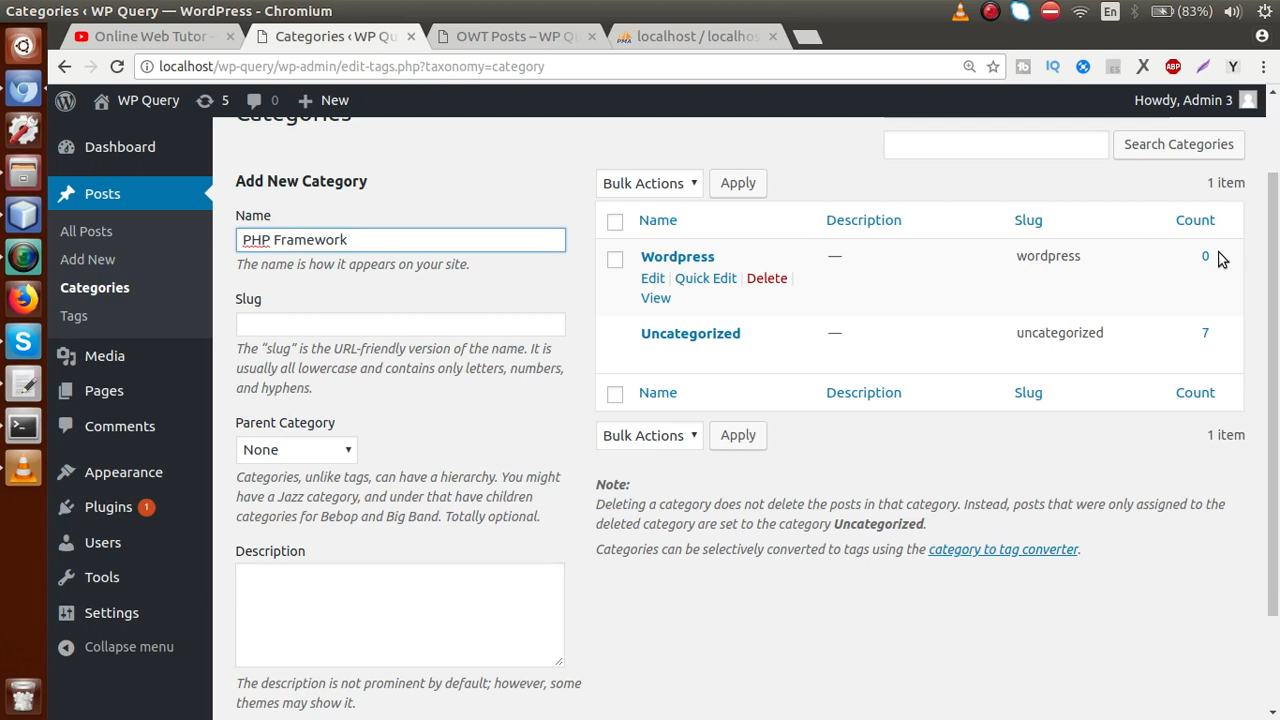 Categories ‹ WP Query — WordPress - Chromium
En
(83%)
Online Web Tutor -
Categories ‹ WP Qu
OWT Posts – WP Q
localhost / localhos
localhost/wp-query/wp-admin/edit-tags.php?taxonomy=category
WP Query
5
0
New
Howdy, Admin 3
Dashboard
Posts
All Posts
Add New
Categories
Tags
Media
Pages
Comments
Appearance
Plugins 1
Users
Tools
Settings
Collapse menu
Categories
Search Categories
Add New Category
Name
PHP Framework
The name is how it appears on your site.
Slug
The “slug” is the URL-friendly version of the name. It is
usually all lowercase and contains only letters, numbers,
and hyphens.
Parent Category
None
Categories, unlike tags, can have a hierarchy. You might
have a Jazz category, and under that have children
categories for Bebop and Big Band. Totally optional.
Description
The description is not prominent by default; however, some
themes may show it.
Bulk Actions
Apply
1 item
Name Description Slug Count
Wordpress — wordpress 0
Edit | Quick Edit | Delete |
View
Uncategorized — uncategorized 7
Name Description Slug Count
Bulk Actions
Apply
1 item
Note:
Deleting a category does not delete the posts in that category. Instead, posts that were only assigned to the
deleted category are set to the category Uncategorized.
Categories can be selectively converted to tags using the category to tag converter.